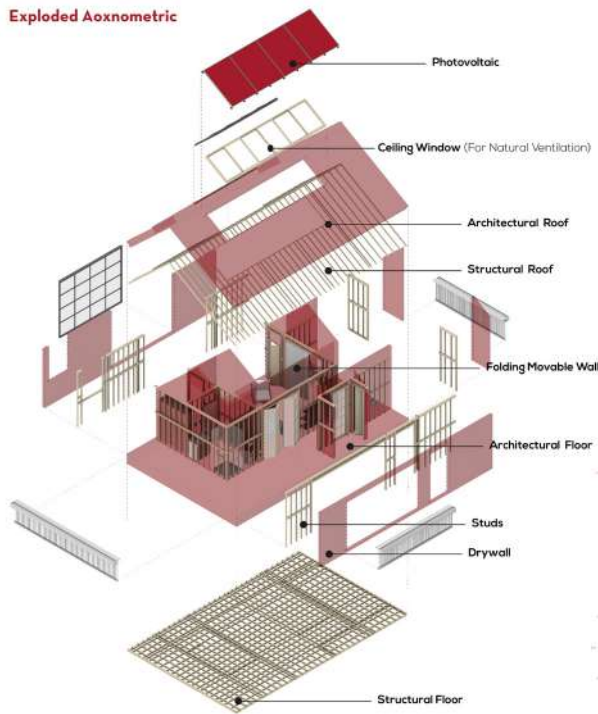 Exploded Aoxnometric
Photovoltaic
Ceiling Window (For Natural Ventilation)
Architectural Roof
Structural Roof
Folding Movable Wall
Architectural Floor
Studs
Drywall
Structural Floor